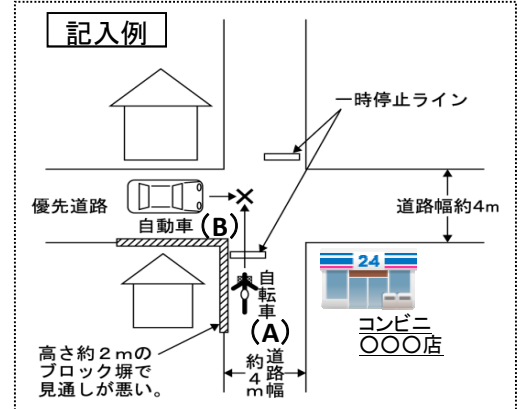 記入例
一時停止ライン
優先道路
自動車(B)
道路幅約4m
24
自転車
(A)
コンビニ
〇〇〇店
高さ約2mの
ブロック塀で
見通しが悪い。
道路幅
約4m